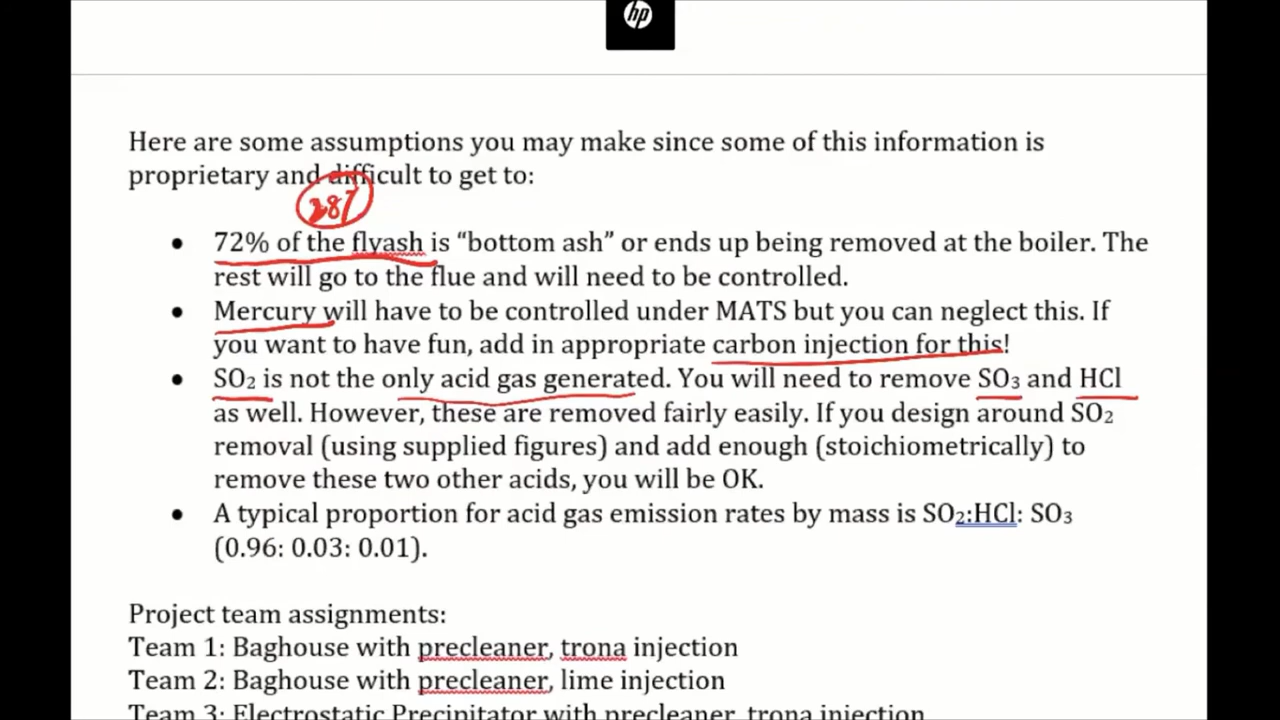 hp
Here are some assumptions you may make since some of this information is
proprietary and difficult to get to:
72% of the flyash is “bottom ash” or ends up being removed at the boiler. The
rest will go to the flue and will need to be controlled.
Mercury will have to be controlled under MATS but you can neglect this. If
you want to have fun, add in appropriate carbon injection for this!
SO₂ is not the only acid gas generated. You will need to remove SO₃ and HCl
as well. However, these are removed fairly easily. If you design around SO₂
removal (using supplied figures) and add enough (stoichiometrically) to
remove these two other acids, you will be OK.
A typical proportion for acid gas emission rates by mass is SO₂:HCl: SO₃
(0.96: 0.03: 0.01).
Project team assignments:
Team 1: Baghouse with precleaner, trona injection
Team 2: Baghouse with precleaner, lime injection
Team 3: Electrostatic Precipitator with precleaner, trona injection